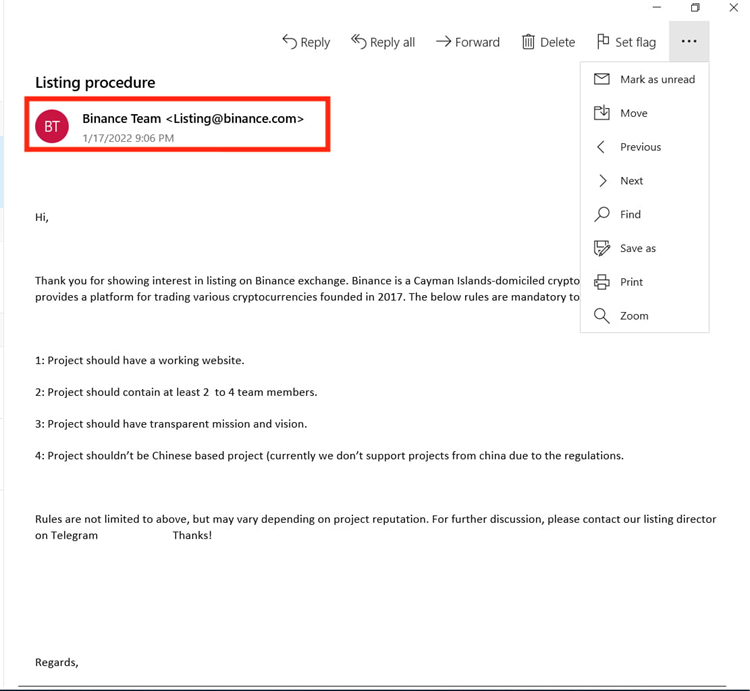 Reply Reply all Forward Delete Set flag ...
Listing procedure
Mark as unread
BT
Binance Team <Listing@binance.com>
1/17/2022 9:06 PM
Move
Previous
Next
Find
Save as
Print
Zoom
Hi,
Thank you for showing interest in listing on Binance exchange. Binance is a Cayman Islands-domiciled crypto
provides a platform for trading various cryptocurrencies founded in 2017. The below rules are mandatory to
1: Project should have a working website.
2: Project should contain at least 2  to 4 team members.
3: Project should have transparent mission and vision.
4: Project shouldn’t be Chinese based project (currently we don’t support projects from china due to the regulations.
Rules are not limited to above, but may vary depending on project reputation. For further discussion, please contact our listing director
on Telegram Thanks!
Regards,